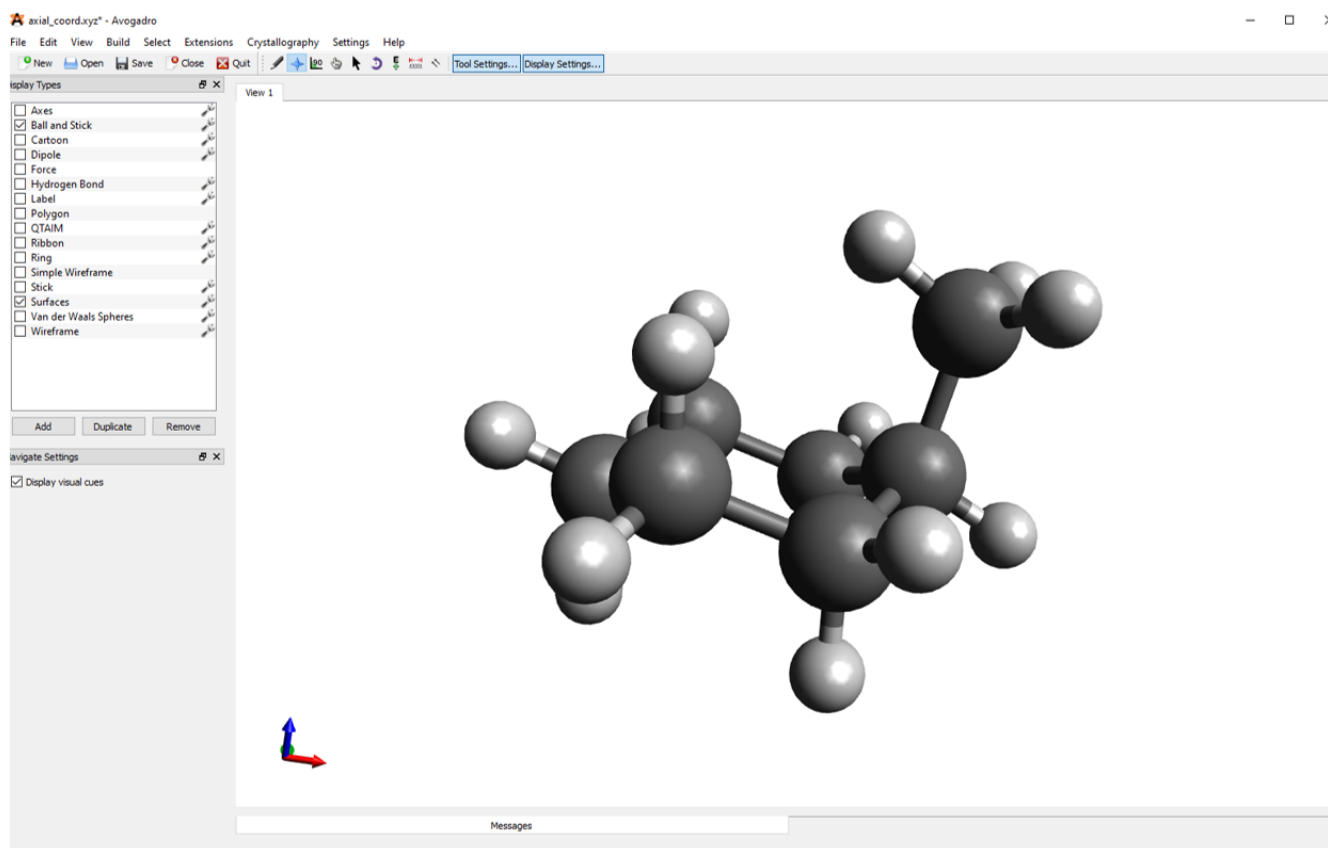 axial_coord.xyz* - Avogadro
File Edit View Build Select Extensions Crystallography Settings Help
New Open Save Close Quit Tool Settings... Display Settings...
isplay Types
View 1
Axes
Ball and Stick
Cartoon
Dipole
Force
Hydrogen Bond
Label
Polygon
QTAIM
Ribbon
Ring
Simple Wireframe
Stick
Surfaces
Van der Waals Spheres
Wireframe
Add Duplicate Remove
avigate Settings
Display visual cues
Messages